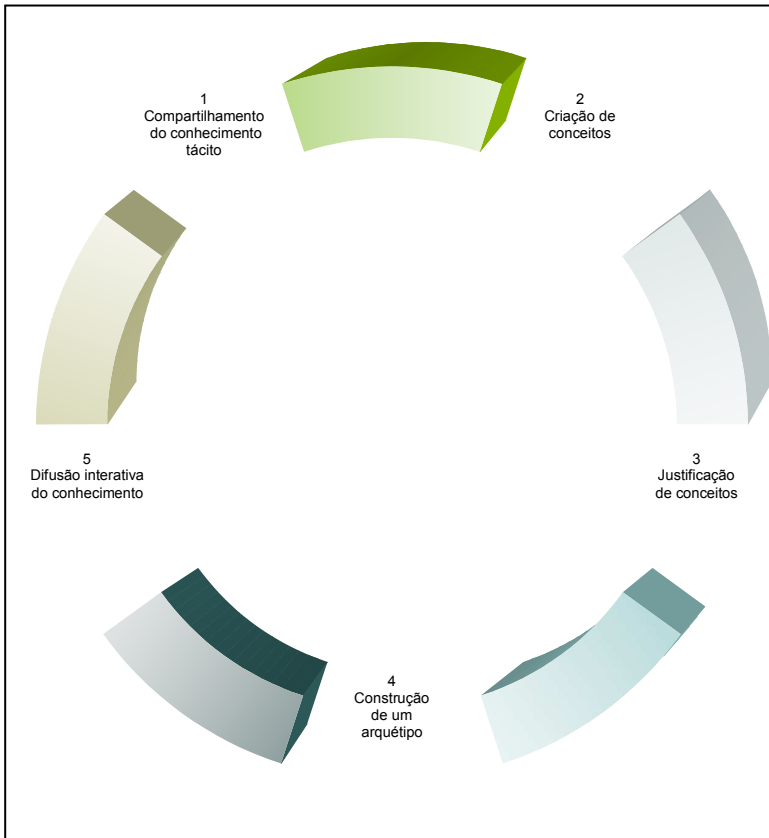 1
Compartilhamento
do conhecimento
tácito
2
Criação de
conceitos
3
Justificação
de conceitos
4
Construção
de um
arquétipo
5
Difusão interativa
do conhecimento